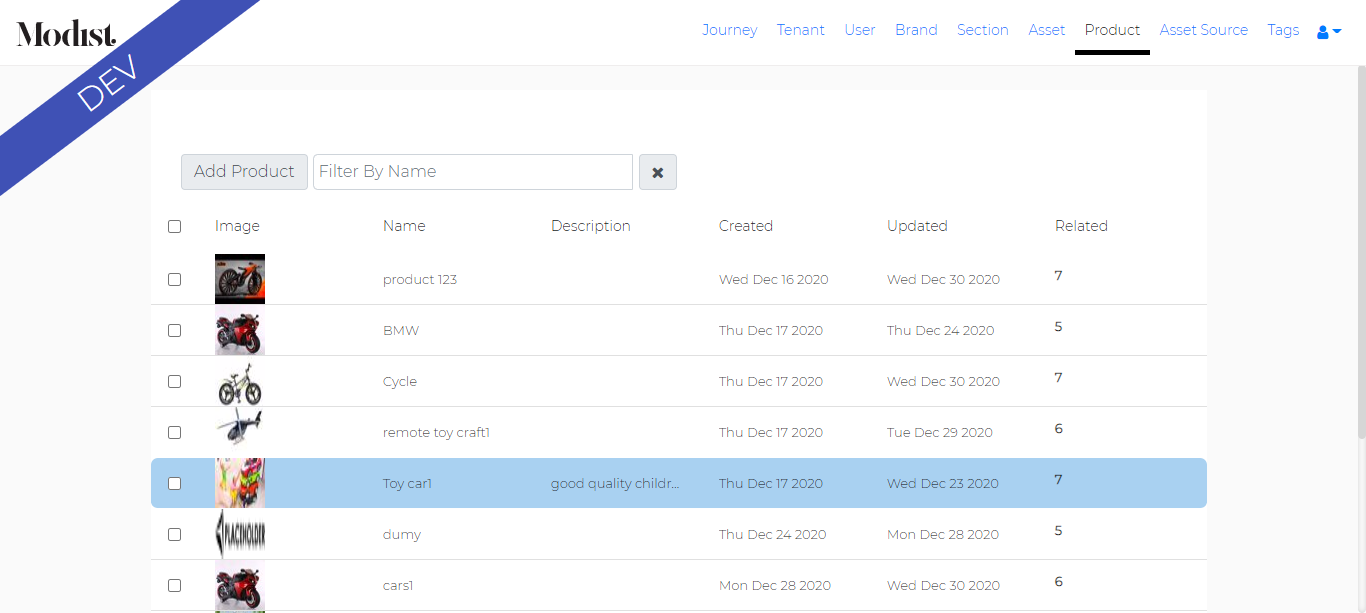 Modist.
Journey Tenant User Brand Section Asset Product Asset Source Tags
DEV
Add Product Filter By Name
Image Name Description Created Updated Related
product 123 Wed Dec 16 2020 Wed Dec 30 2020 7
BMW Thu Dec 17 2020 Thu Dec 24 2020 5
Cycle Thu Dec 17 2020 Wed Dec 30 2020 7
remote toy craft1 Thu Dec 17 2020 Tue Dec 29 2020 6
Toy car1 good quality childr... Thu Dec 17 2020 Wed Dec 23 2020 7
PLACEHOLDER dumy Thu Dec 24 2020 Mon Dec 28 2020 5
cars1 Mon Dec 28 2020 Wed Dec 30 2020 6